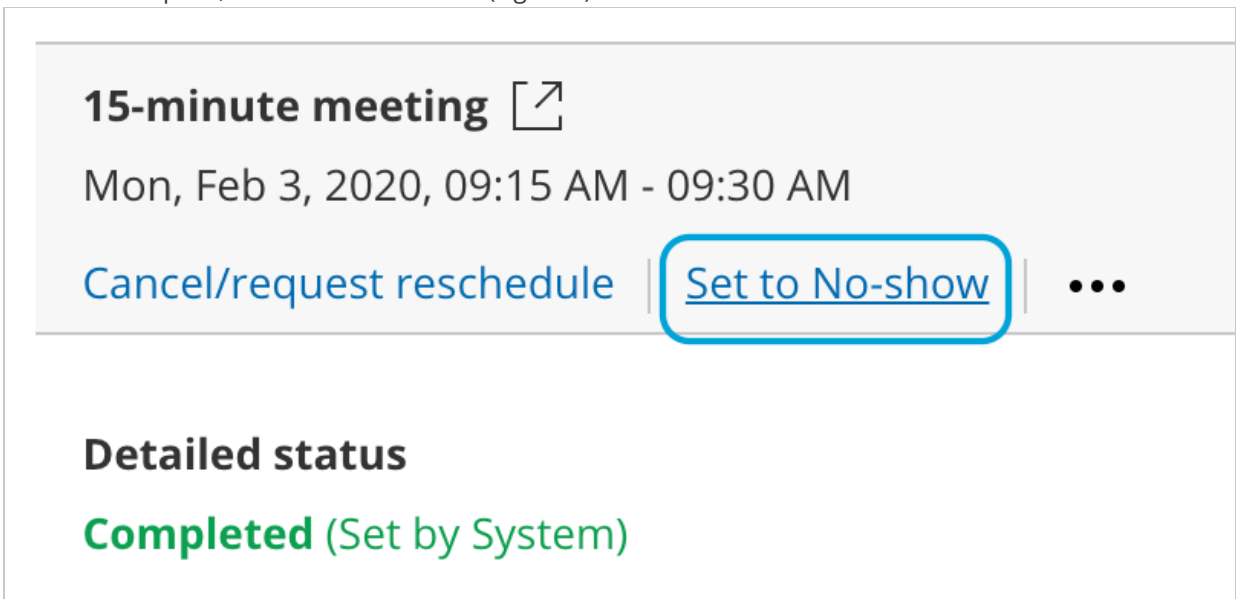 15-minute meeting
Mon, Feb 3, 2020, 09:15 AM - 09:30 AM
Cancel/request reschedule | Set to No-show | •••
Detailed status
Completed (Set by System)